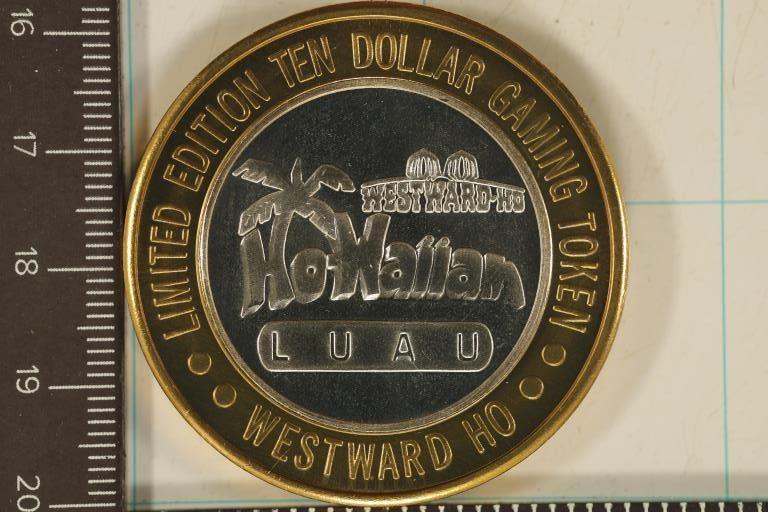 LIMITED EDITION TEN DOLLAR GAMING TOKEN
WESTWARD-HO
Ho-Waiian
LUAU
WESTWARD HO
16
17
18
19
20